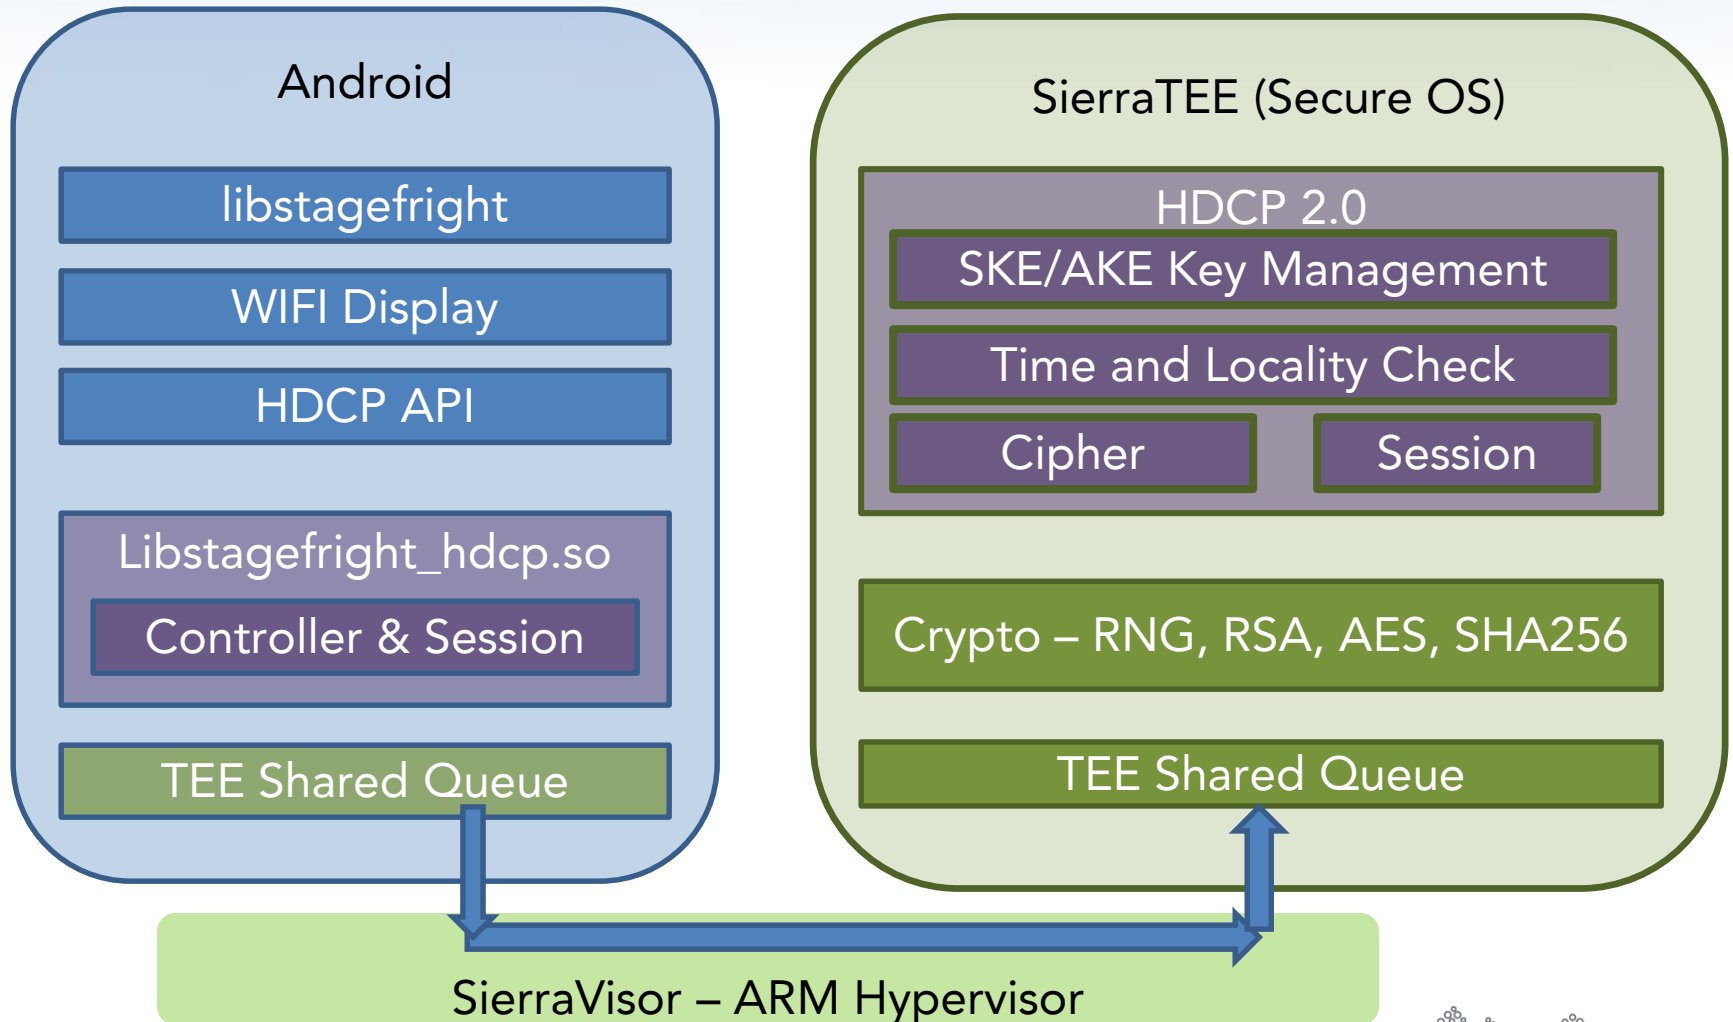 Android
libstagefright
WIFI Display
HDCP API
Libstagefright_hdcp.so
Controller & Session
TEE Shared Queue
SierraTEE (Secure OS)
HDCP 2.0
SKE/AKE Key Management
Time and Locality Check
Cipher
Session
Crypto – RNG, RSA, AES, SHA256
TEE Shared Queue
SierraVisor – ARM Hypervisor